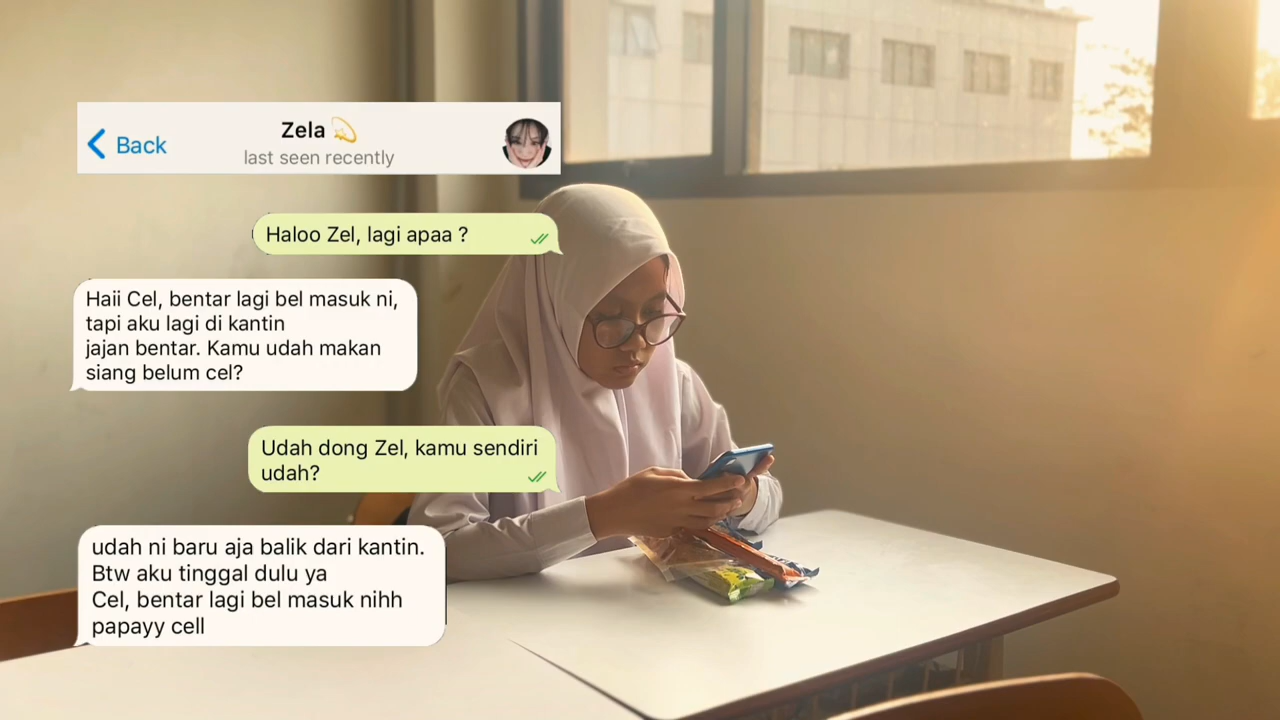 Back
Zela 💫
last seen recently
Haloo Zel, lagi apaa ?
Haii Cel, bentar lagi bel masuk ni,
tapi aku lagi di kantin
jajan bentar. Kamu udah makan
siang belum cel?
Udah dong Zel, kamu sendiri
udah?
udah ni baru aja balik dari kantin.
Btw aku tinggal dulu ya
Cel, bentar lagi bel masuk nihh
papayy cell